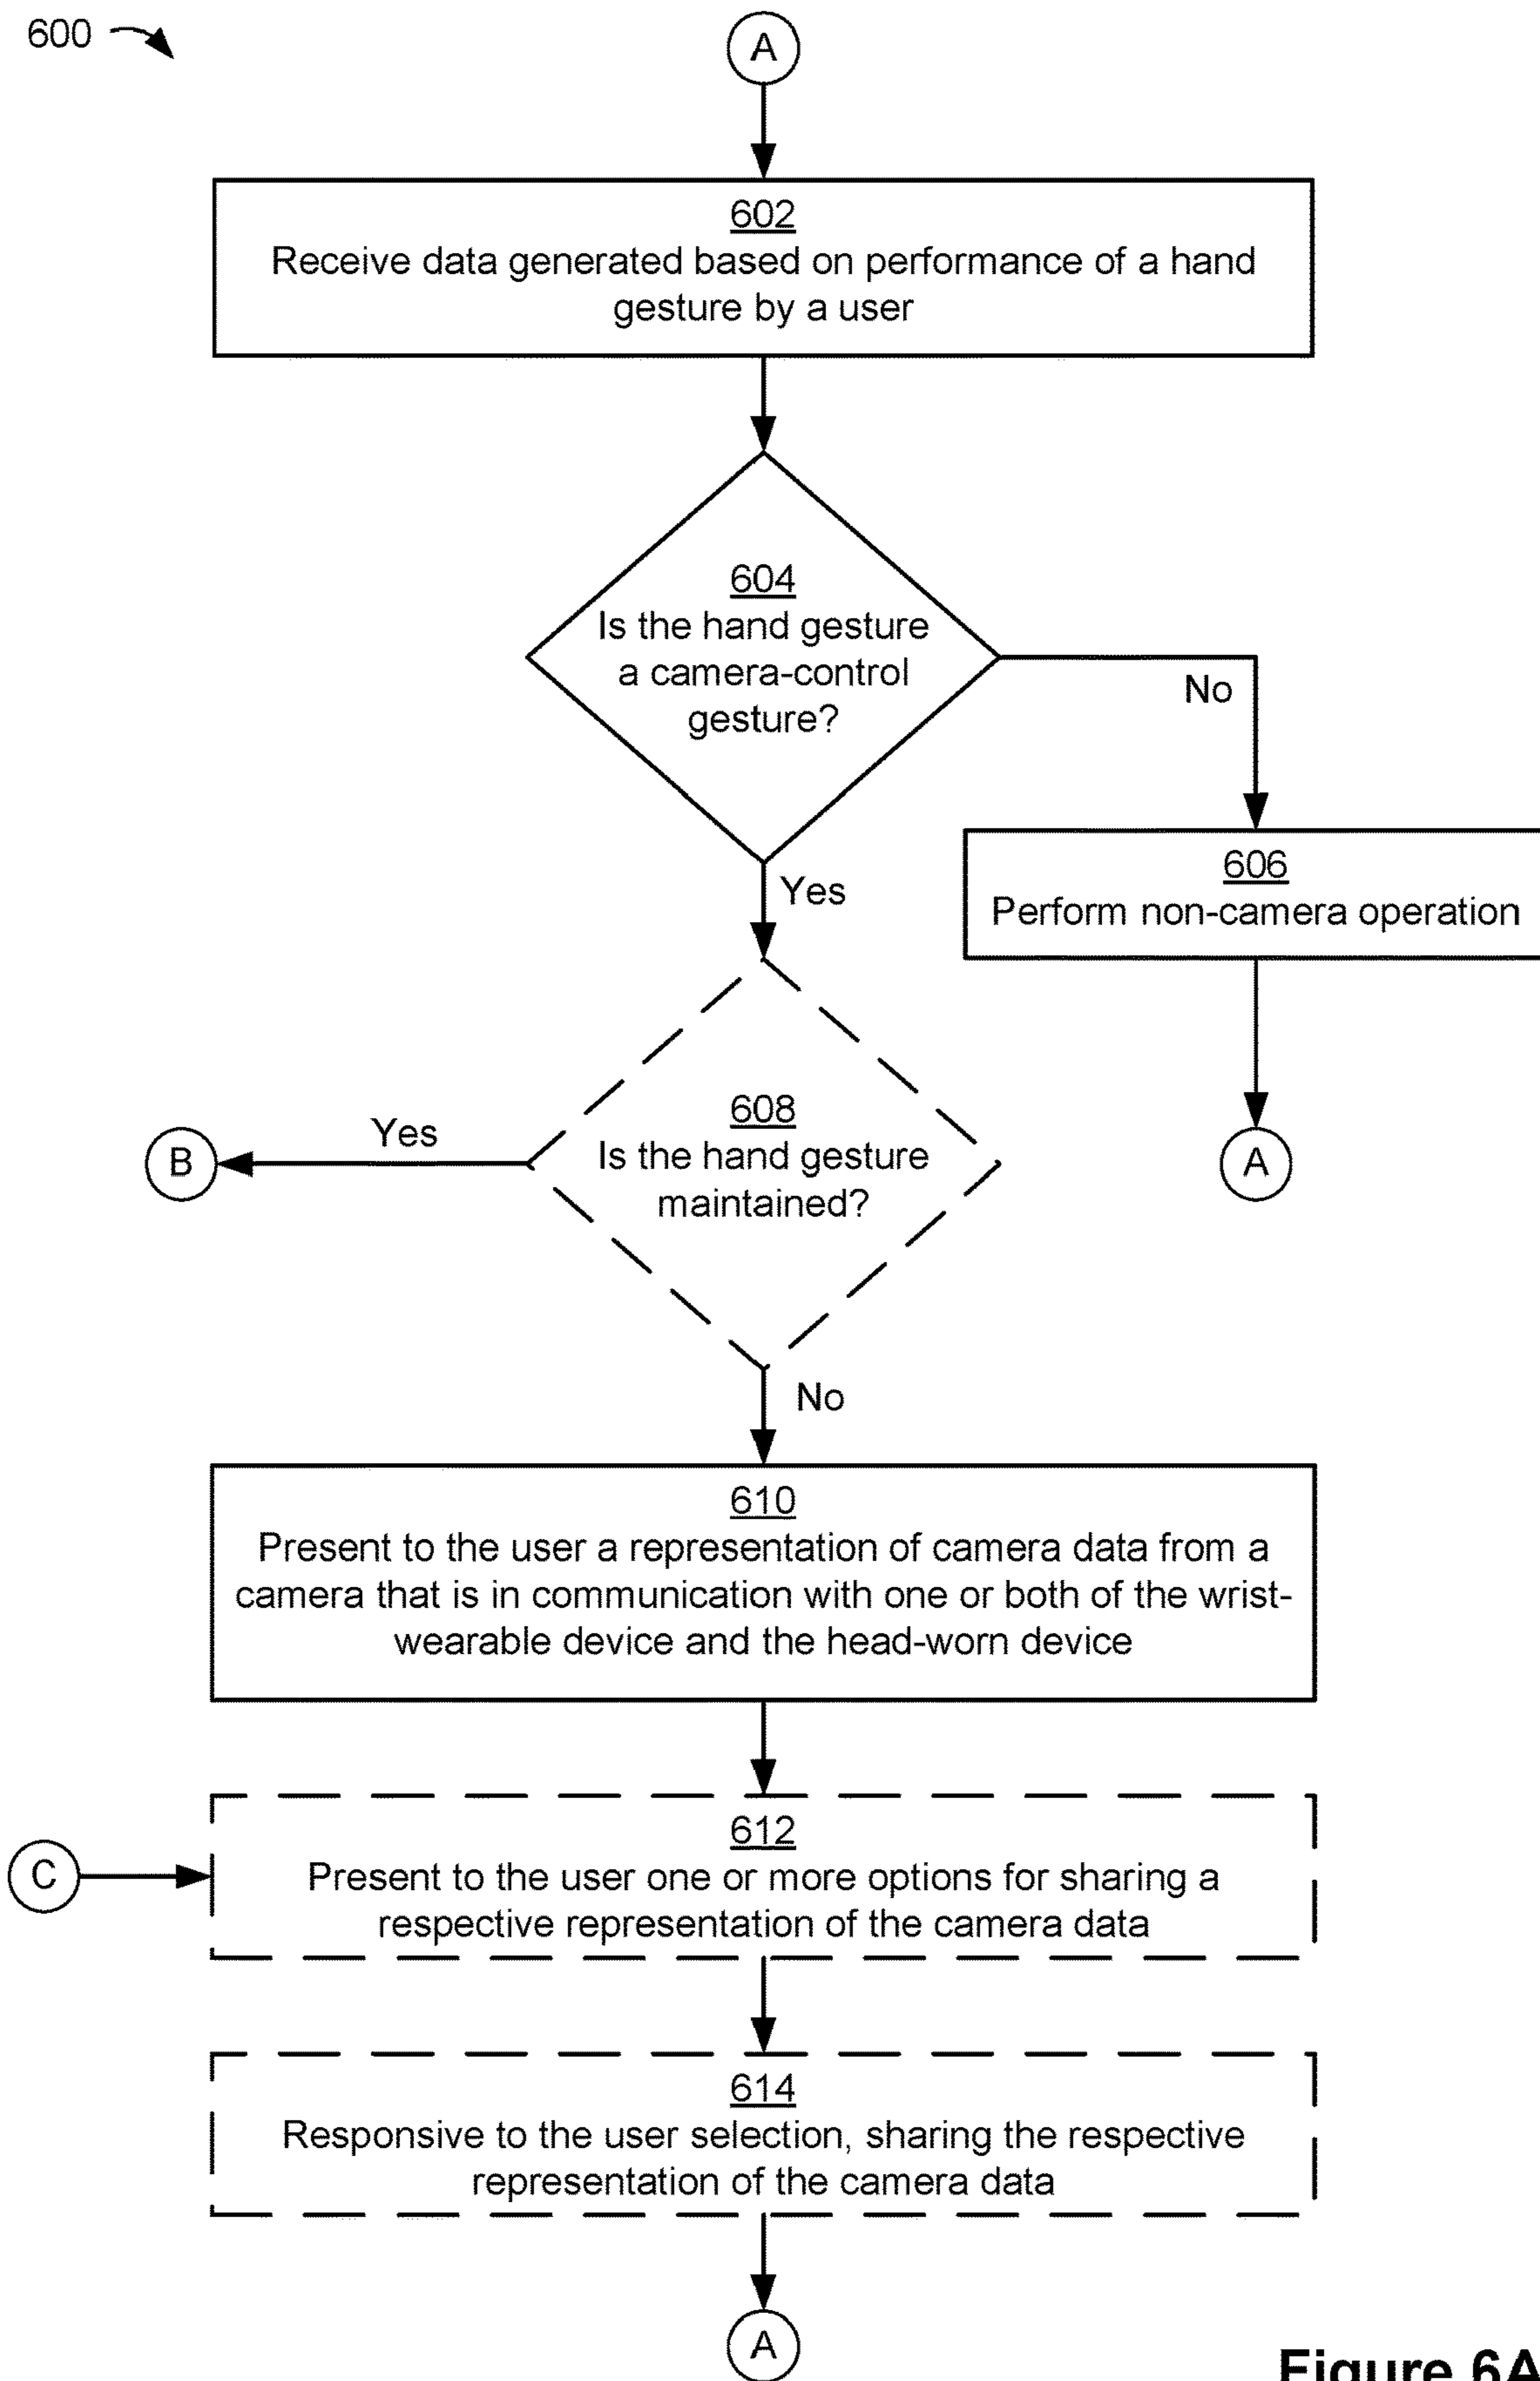 600
A
602
Receive data generated based on performance of a hand
gesture by a user
604
Is the hand gesture
a camera-control
gesture?
No
Yes
606
Perform non-camera operation
608
Is the hand gesture
maintained?
Yes
B
A
No
610
Present to the user a representation of camera data from a
camera that is in communication with one or both of the wrist-
wearable device and the head-worn device
612
Present to the user one or more options for sharing a
respective representation of the camera data
C
614
Responsive to the user selection, sharing the respective
representation of the camera data
A
Figure 6A